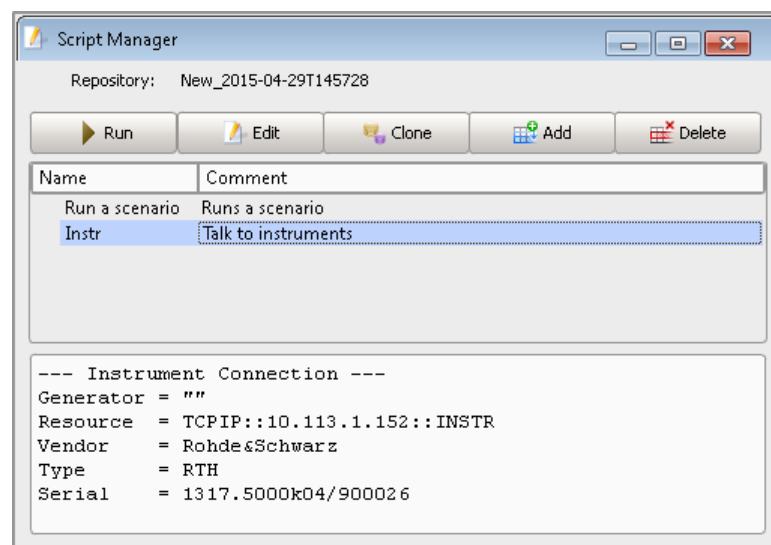 Script Manager
Repository: New_2015-04-29T145728
Run Edit Clone Add Delete
Name Comment
Run a scenario Runs a scenario
Instr Talk to instruments
--- Instrument Connection ---
Generator = ""
Resource = TCPIP::10.113.1.152::INSTR
Vendor = Rohde&Schwarz
Type = RTH
Serial = 1317.5000k04/900026